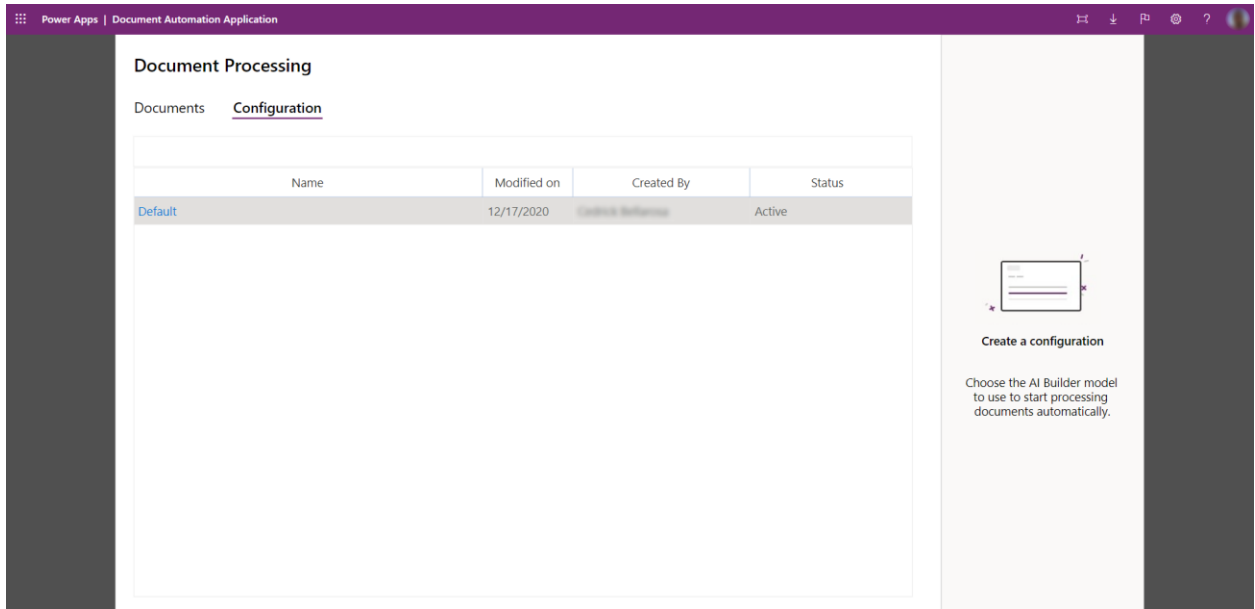 Power Apps | Document Automation Application
?
Document Processing
Documents Configuration
Name Modified on Created By Status
Default 12/17/2020 Active
Create a configuration
Choose the AI Builder model
to use to start processing
documents automatically.